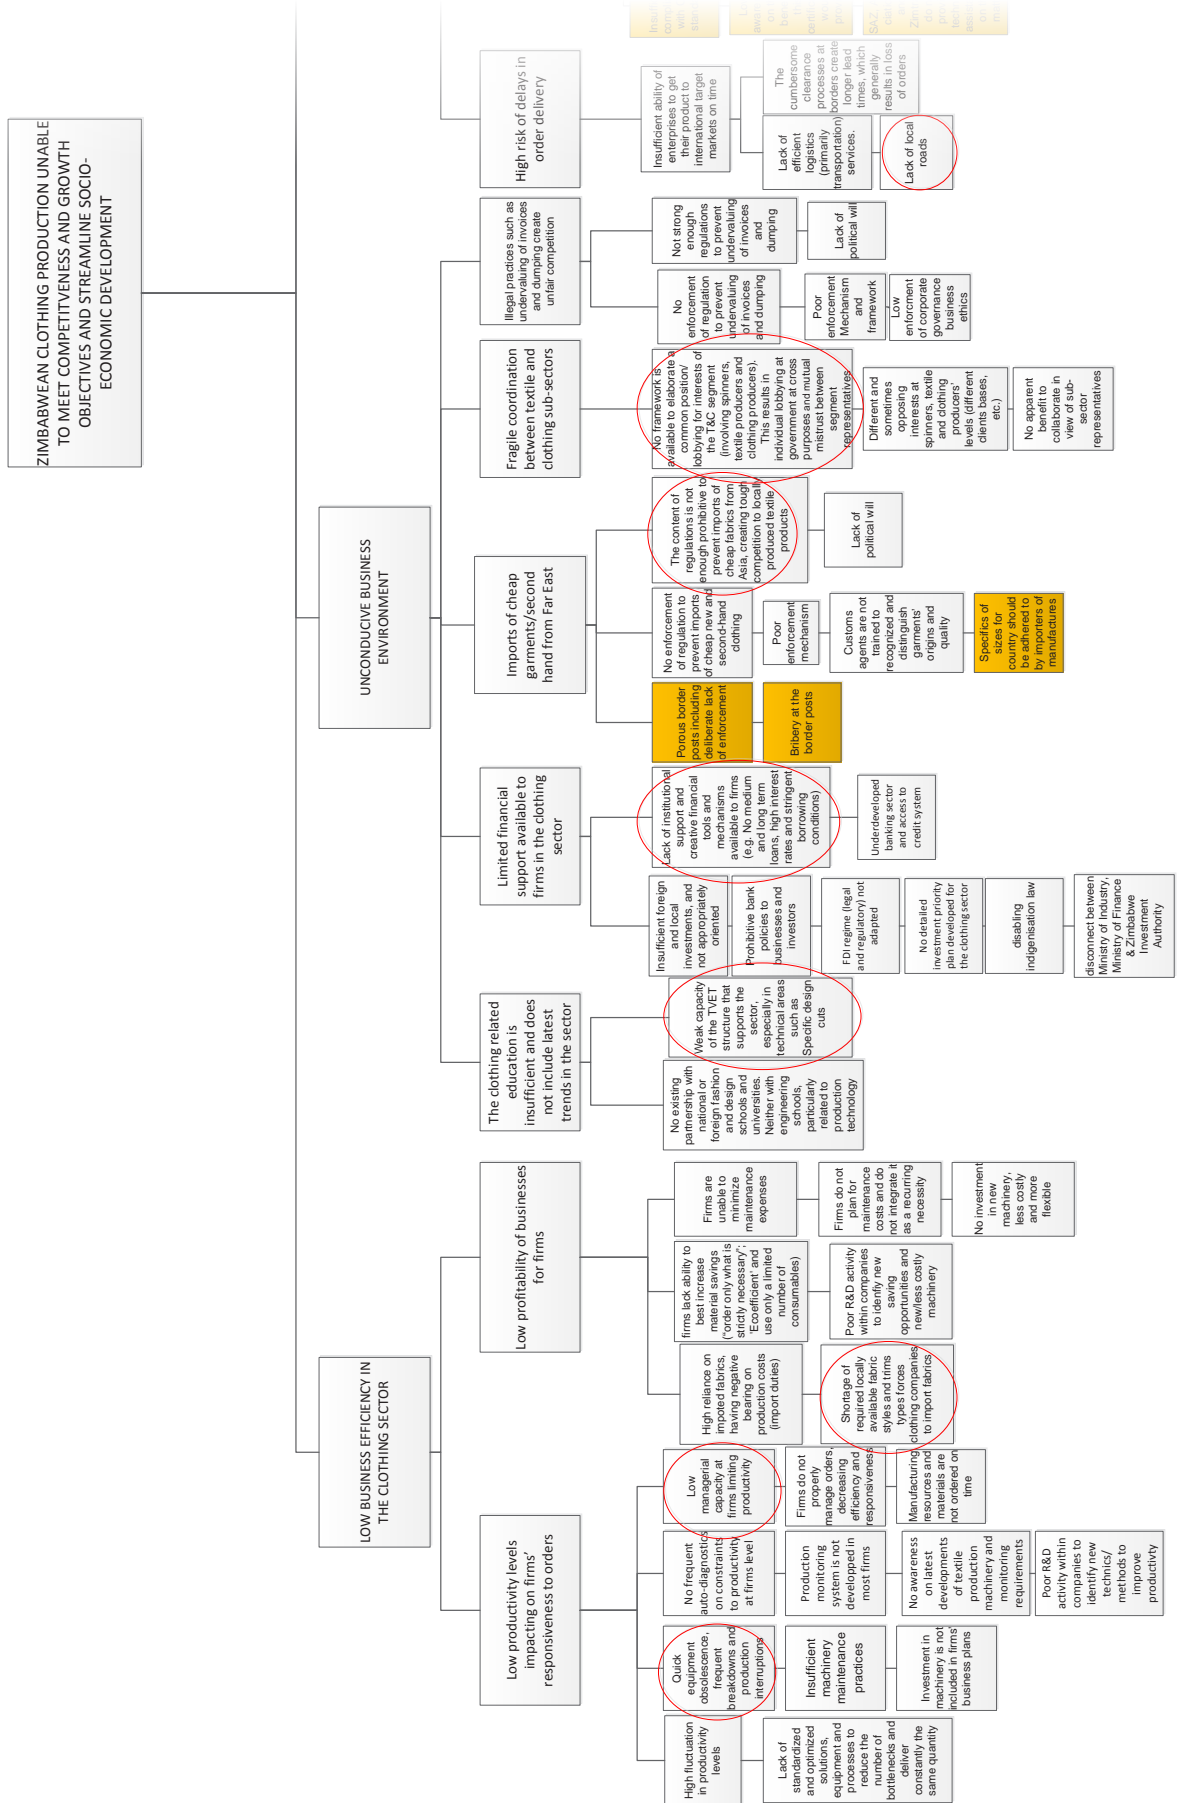 ZIMBABWEAN CLOTHING PRODUCTION UNABLE
TO MEET COMPETITIVENESS AND GROWTH
OBJECTIVES AND STREAMLINE SOCIO-
ECONOMIC DEVELOPMENT
LOW BUSINESS EFFICIENCY IN
THE CLOTHING SECTOR
UNCONDUCIVE BUSINESS
ENVIRONMENT
Low productivity levels
impacting on firms'
responsiveness to orders
Low profitability of businesses
for firms
The clothing related
education is
insufficient and does
not include latest
trends in the sector
Limited financial
support available to
firms in the clothing
sector
Imports of cheap
garments/second
hand from Far East
Fragile coordination
between textile and
clothing sub-sectors
Illegal practices such as
undervaluing of invoices
and dumping create
unfair competition
High risk of delays in
order delivery
High fluctuation
in productivity
levels
Lack of
standardized
and optimized
solutions,
equipment and
processes to
reduce the
number of
bottlenecks and
deliver
constantly the
same quantity
Quick
equipment
obsolescence,
frequent
breakdowns and
production
interruptions
Insufficient
machinery
maintenance
practices
Investment in
machinery is not
included in firms'
business plans
No frequent
auto-diagnostics
on constraints
to productivity
at firms level
Production
monitoring
system is not
developped in
most firms
No awareness
on latest
developments
of textile
production
machinery and
monitoring
requirements
Poor R&D
activity within
companies to
identify new
technics/
methods to
improve
productivty
Low
managerial
capacity at
firms limiting
productivity
Firms do not
properly
manage orders,
decreasing
efficiency and
responsiveness
Manufacturing
resources and
materials are
not ordered on
time
High reliance on
impoted fabrics,
having negative
bearing on
production costs
(import duties)
Shortage of
required locally
available fabric
styles and trims
types forces
clothing companies
to import fabrics
firms lack ability to
best increase
material savings
("order only what is
strictly necessary";
'Ecoefficient' and
use only a limited
number of
consumables)
Poor R&D activity
within companies
to idenfiy new
saving
opportunities and
new/less costly
machinery
Firms are
unable to
minimize
maintenance
expenses
Firms do not
plan for
maintenance
costs and do
not integrate it
as a recurring
necessity
No investment
in new
machinery,
less costly
and more
flexible
No existing
partnership with
national or
foreign fashion
and design
schools and
universities.
Neither with
engineering
schools,
particularly
related to
production
technology
Weak capacity
of the TVET
structure that
supports the
sector,
especially in
technical areas
such as
Specific design
cuts
Insufficient foreign
and local
investments, and
not appropriately
oriented
Prohibitive bank
policies to
businesses and
investors
FDI regime (legal
and regulatory) not
adapted
No detailed
investment priority
plan developed for
the clothing sector
disabling
indigenisation law
disconnect between
Ministry of Industry,
Ministry of Finance
& Zimbabwe
Investment
Authority
Lack of institutional
support and
creative financial
tools and
mechanisms
available to firms
(e.g. No medium
and long term
loans, high interest
rates and stringent
borrowing
conditions)
Underdeveloped
banking sector
and access to
credit system
Porous border
posts including
deliberate lack
of enforcement
Bribery at the
border posts
No enforcement
of regulation to
prevent imports
of cheap new and
second-hand
clothing
Poor
enforcement
mechanism
Customs
agents are not
trained to
recognized and
distinguish
garments'
origins and
quality
Specifics of
sizes for
country should
be adhered to
by importers of
manufactures
The content of
regulations is not
enough prohibitive to
prevent imports of
cheap fabrics from
Asia, creating tough
competition to locally
produced textile
products
Lack of
political will
No framework is
available to elaborate a
common position/
lobbying for interests of
the T&C segment
(involving spinners,
textile producers and
clothing producers).
This results in
individual lobbying at
government at cross
purposes and mutual
mistrust between
segment
representatives
Different and
sometimes
opposing
interests at
spinners, textile
and clothing
producers'
levels (different
clients bases,
etc.)
No apparent
benefit to
collaborate in
view of sub-
sector
representatives
No
enforcement
of regulation
to prevent
undervaluing
of invoices
and dumping
Poor
enforcement
Mechanism
and
framework
Low
enforcment
of corporate
governance
business
ethics
Not strong
enough
regulations
to prevent
undervaluing
of invoices
and
dumping
Lack of
political will
Insufficient ability of
enterprises to get
their product to
international target
markets on time
Lack of
efficient
logistics
(primarily
transportation)
services.
Lack of local
roads
The
cumbersome
clearance
processes at
borders create
longer lead
times, which
generally
results in loss
of orders